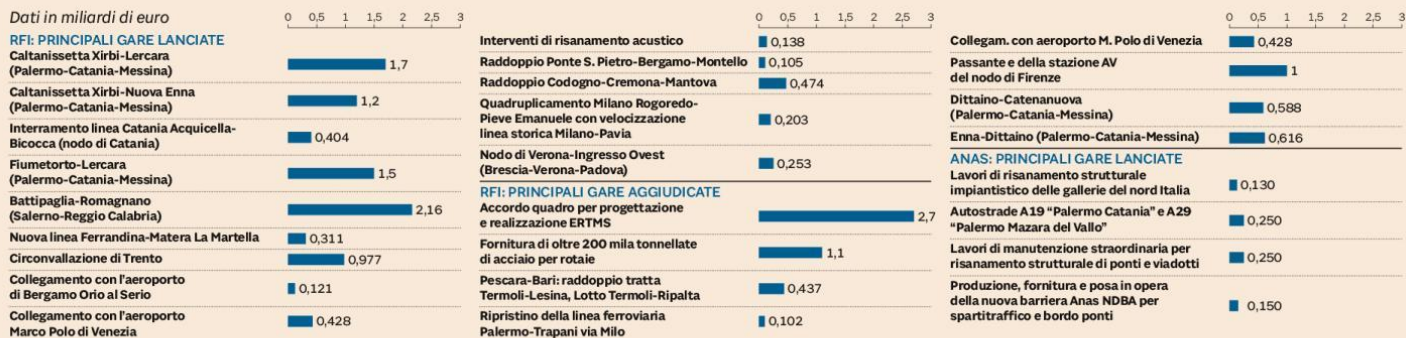 Dati in miliardi di euro
0 0,5 1 1,5 2 2,5 3
RFI: PRINCIPALI GARE LANCIATE
Caltanissetta Xirbi-Lercara
(Palermo-Catania-Messina)
1,7
Caltanissetta Xirbi-Nuova Enna
(Palermo-Catania-Messina)
1,2
Interramento linea Catania Acquicella-
Bicocca (nodo di Catania)
0,404
Fiumetorto-Lercara
(Palermo-Catania-Messina)
1,5
Battipaglia-Romagnano
(Salerno-Reggio Calabria)
2,16
Nuova linea Ferrandina-Matera La Martella 0,311
Circonvallazione di Trento 0,977
Collegamento con l'aeroporto
di Bergamo Orio al Serio
0,121
Collegamento con l'aeroporto
Marco Polo di Venezia
0,428
0 0,5 1 1,5 2 2,5 3
Interventi di risanamento acustico 0,138
Raddoppio Ponte S. Pietro-Bergamo-Montello 0,105
Raddoppio Codogno-Cremona-Mantova 0,474
Quadruplicamento Milano Rogoredo-
Pieve Emanuele con velocizzazione
linea storica Milano-Pavia
0,203
Nodo di Verona-Ingresso Ovest
(Brescia-Verona-Padova)
0,253
RFI: PRINCIPALI GARE AGGIUDICATE
Accordo quadro per progettazione
e realizzazione ERTMS
2,7
Fornitura di oltre 200 mila tonnellate
di acciaio per rotaie
1,1
Pescara-Bari: raddoppio tratta
Termoli-Lesina, Lotto Termoli-Ripalta
0,437
Ripristino della linea ferroviaria
Palermo-Trapani via Milo
0,102
0 0,5 1 1,5 2 2,5 3
Collegam. con aeroporto M. Polo di Venezia 0,428
Passante e della stazione AV
del nodo di Firenze
1
Dittaino-Catenanuova
(Palermo-Catania-Messina)
0,588
Enna-Dittaino (Palermo-Catania-Messina) 0,616
ANAS: PRINCIPALI GARE LANCIATE
Lavori di risanamento strutturale
impiantistico delle gallerie del nord Italia
0,130
Autostrade A19 "Palermo Catania" e A29
"Palermo Mazara del Vallo"
0,250
Lavori di manutenzione straordinaria per
risanamento strutturale di ponti e viadotti
0,250
Produzione, fornitura e posa in opera
della nuova barriera Anas NDBA per
spartitraffico e bordo ponti
0,150